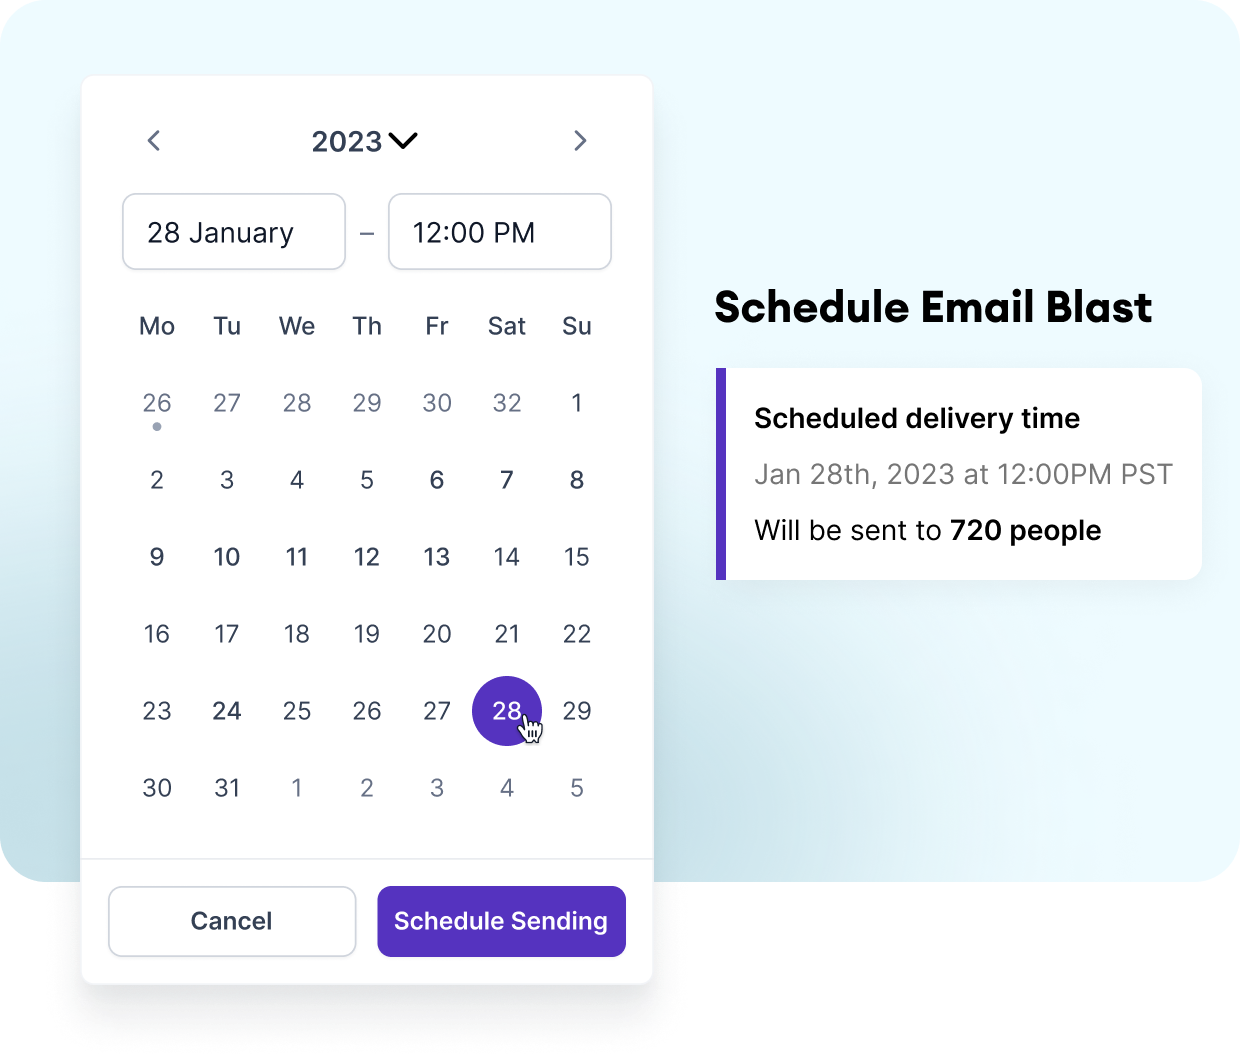 2023
28 January – 12:00 PM
Mo Tu We Th Fr Sat Su
26 27 28 29 30 32 1
2 3 4 5 6 7 8
9 10 11 12 13 14 15
16 17 18 19 20 21 22
23 24 25 26 27 28 29
30 31 1 2 3 4 5
Cancel Schedule Sending
Schedule Email Blast
Scheduled delivery time
Jan 28th, 2023 at 12:00PM PST
Will be sent to 720 people